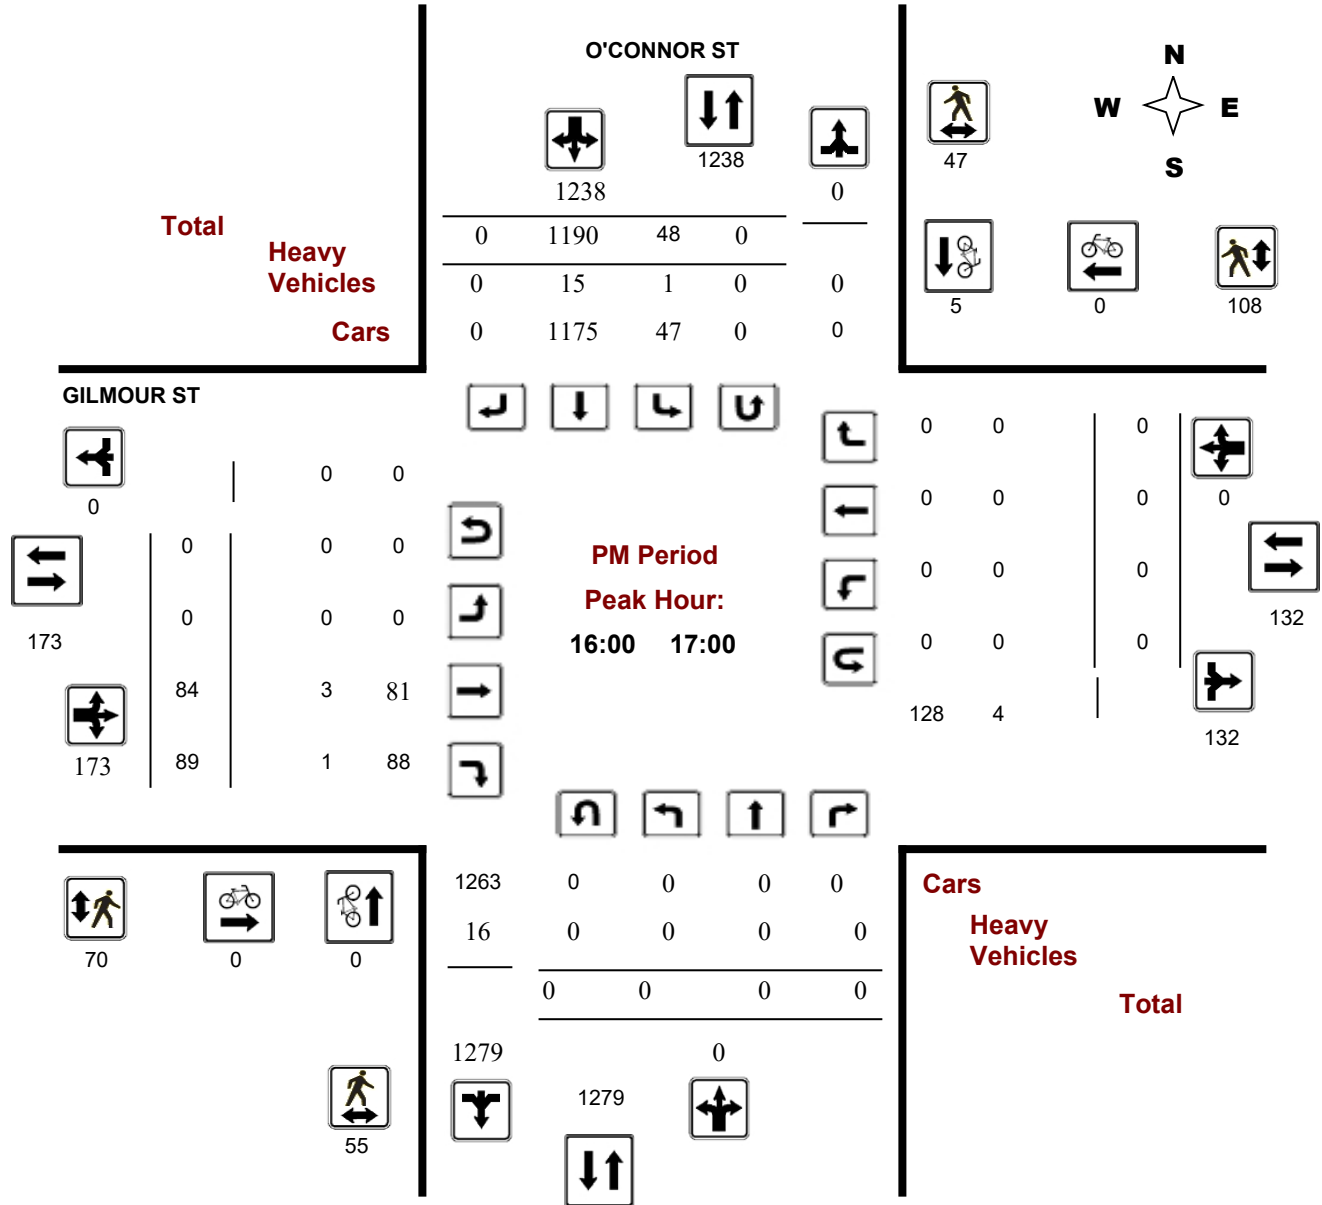 O'CONNOR ST
N
W E
S
1238
47
1238 0
Total
0 1190 48 0
Heavy
Vehicles
0 15 1 0 0
5 0 108
Cars
0 1175 47 0 0
GILMOUR ST
0 0 0
0 0
0
0 0 0 0
0 0 0
PM Period
0 0 0
Peak Hour:
0 0 0
173
16:00 17:00
132
0 0 0
84 3 81
128 4
173 89 1 88
132
1263 0 0 0 0
Cars
16 0 0 0 0
Heavy
Vehicles
70 0 0
0 0 0 0
Total
1279 0
1279
55